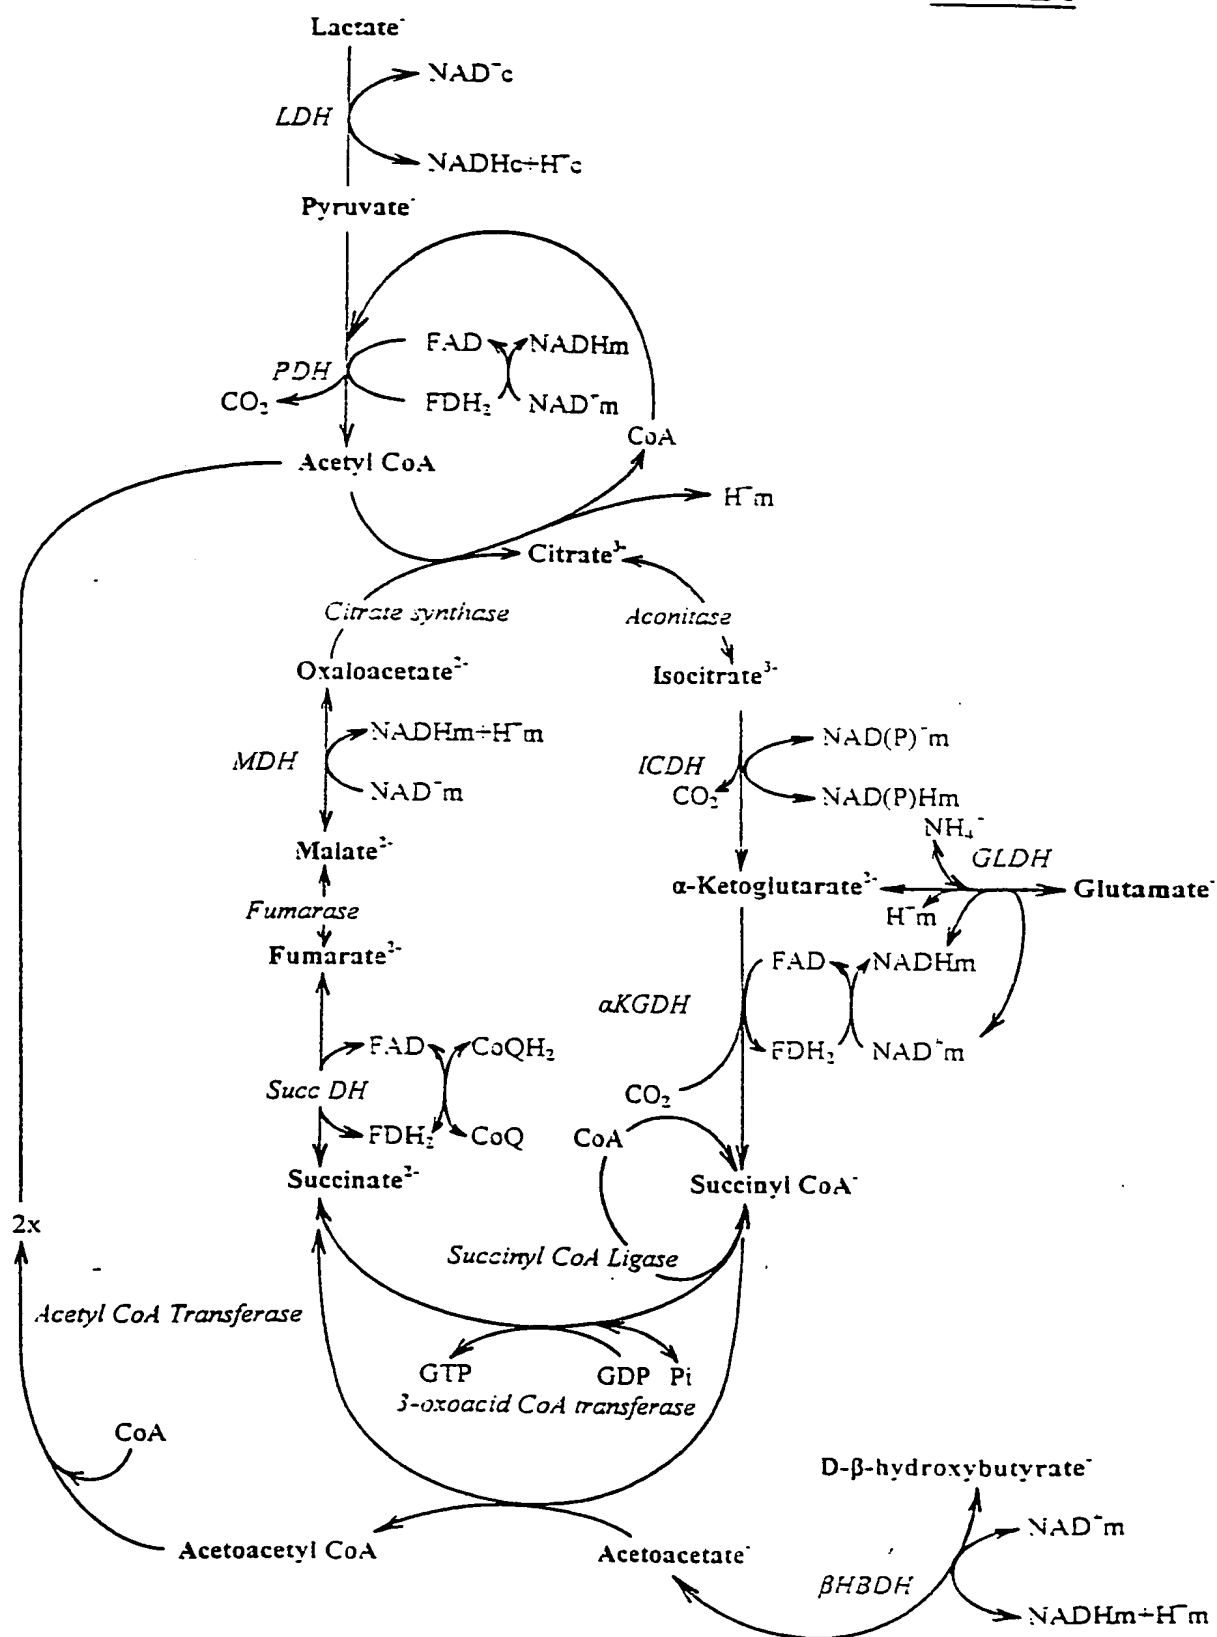 Lactate⁻
NAD⁻c
LDH
NADHc÷H⁻c
Pyruvate⁻
FAD NADHm
PDH
CO₂ FDH₂ NAD⁻m
CoA
Acetyl CoA
H⁻m
Citrate³⁻
Citrate synthase Aconitase
Oxaloacetate²⁻ Isocitrate³⁻
NADHm÷H⁻m NAD(P)⁻m
MDH ICDH
NAD⁻m CO₂ NAD(P)Hm
NH₄⁻
Malate²⁻ GLDH
α-Ketoglutarate²⁻ Glutamate⁻
Fumarase H⁻m
Fumarate²⁻ FAD NADHm
αKGDH
FAD CoQH₂ FDH₂ NAD⁺m
Succ DH CO₂
FDH₂ CoQ CoA
Succinate²⁻ Succinyl CoA⁻
2x
Succinyl CoA Ligase
Acetyl CoA Transferase
GTP GDP Pi
3-oxoacid CoA transferase
CoA
D-β-hydroxybutyrate⁻
NAD⁻m
Acetoacetyl CoA Acetoacetate⁻
βHBDH
NADHm÷H⁻m